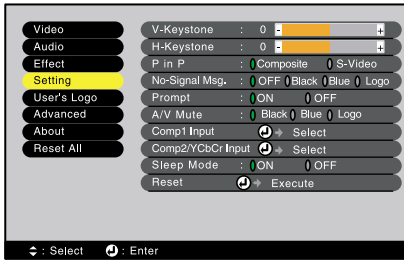 Video
Audio
Effect
Setting
User's Logo
Advanced
About
Reset All
V-Keystone : 0 - +
H-Keystone : 0 - +
P in P : Composite S-Video
No-Signal Msg. : OFF Black Blue Logo
Prompt : ON OFF
A/V Mute : Black Blue Logo
Comp1 Input Select
Comp2/YCbCr Input Select
Sleep Mode : ON OFF
Reset Execute
: Select : Enter